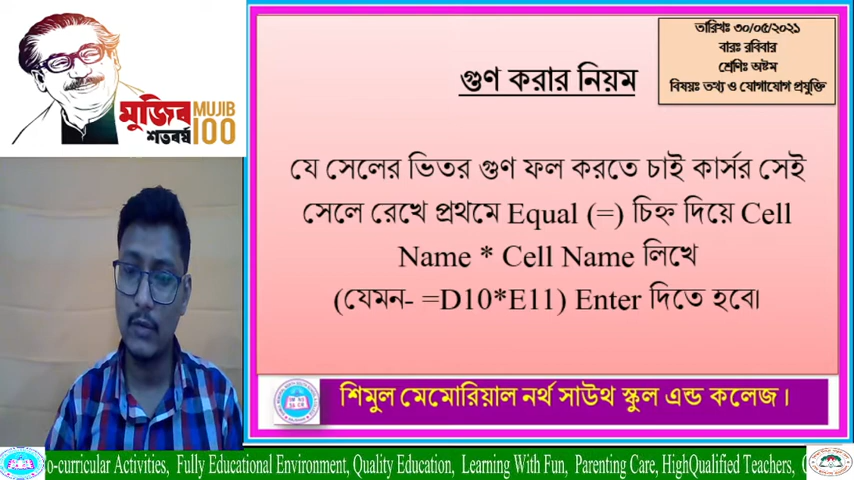 মুজিব MUJIB
শতবর্ষ 100
তারিখঃ ৩০/০৫/২০২১
বারঃ রবিবার
শ্রেণিঃ অষ্টম
বিষয়ঃ তথ্য ও যোগাযোগ প্রযুক্তি
গুণ করার নিয়ম
যে সেলের ভিতর গুণ ফল করতে চাই কার্সর সেই
সেলে রেখে প্রথমে Equal (=) চিহ্ন দিয়ে Cell
Name * Cell Name লিখে
(যেমন- =D10*E11) Enter দিতে হবে।
শিমুল মেমোরিয়াল নর্থ সাউথ স্কুল এন্ড কলেজ।
o-curricular Activities, Fully Educational Environment, Quality Education, Learning With Fun, Parenting Care, HighQualified Teachers,